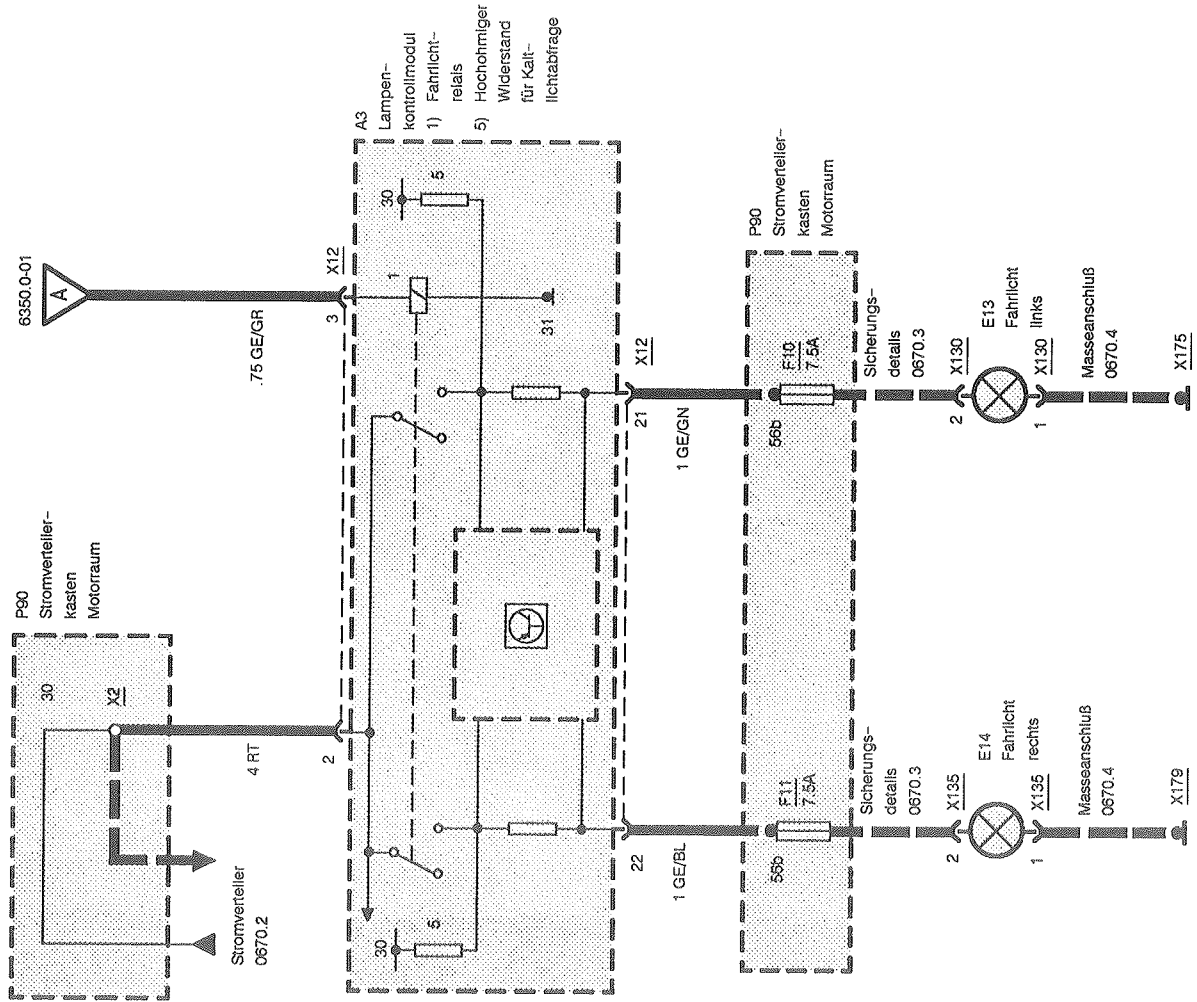 6350.0-01
A
.75 GE/GR
3
X12
P90
Stromverteiler-
kasten
Motorraum
30
X2
Stromverteiler
0670.2
4 RT
2
A3
Lampen-
kontrollmodul
1) Fahrlicht-
relais
5) Hochohmiger
Widerstand
für Kalt-
lichtabfrage
30
5
1
31
30
5
22
1 GE/BL
21
X12
1 GE/GN
P90
Stromverteiler-
kasten
Motorraum
56b
F11
7.5A
56b
F10
7.5A
Sicherungs-
details
0670.3
2
X135
E14
Fahrlicht
rechts
1
X135
Masseanschluß
0670.4
X179
Sicherungs-
details
0670.3
2
X130
E13
Fahrlicht
links
1
X130
Masseanschluß
0670.4
X175